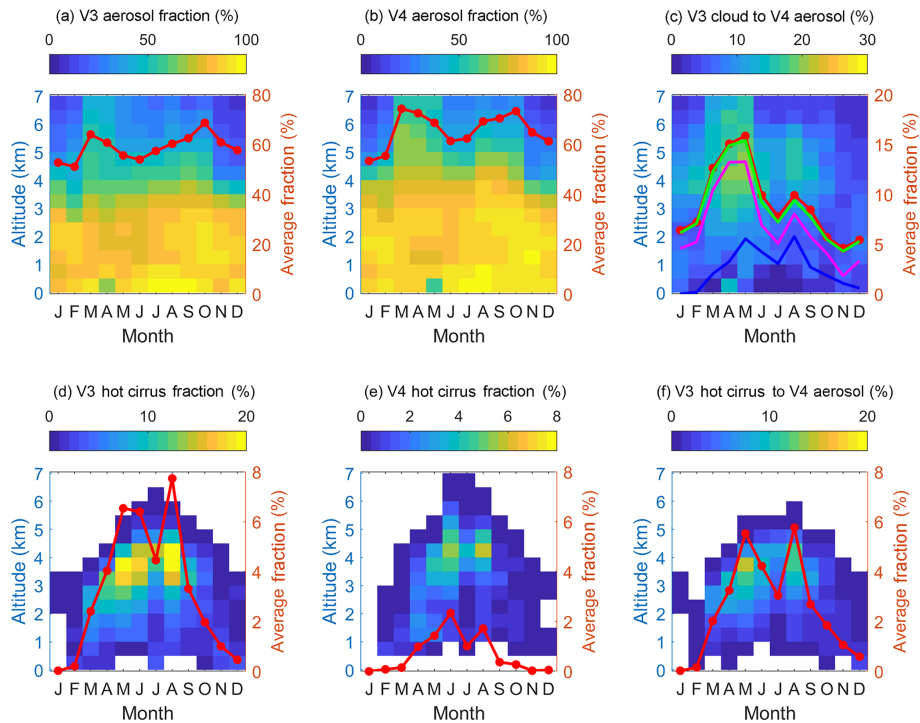 (a) V3 aerosol fraction (%)
(b) V4 aerosol fraction (%)
(c) V3 cloud to V4 aerosol (%)
0 50 100
0 50 100
0 10 20 30
7 6 5 4 3 2 1 0
Altitude (km)
80 60 40 20 0
Average fraction (%)
J F M A M J J A S O N D
Month
7 6 5 4 3 2 1 0
Altitude (km)
80 60 40 20 0
Average fraction (%)
J F M A M J J A S O N D
Month
7 6 5 4 3 2 1 0
Altitude (km)
20 15 10 5 0
Average fraction (%)
J F M A M J J A S O N D
Month
(d) V3 hot cirrus fraction (%)
(e) V4 hot cirrus fraction (%)
(f) V3 hot cirrus to V4 aerosol (%)
0 10 20
0 2 4 6 8
0 10 20
7 6 5 4 3 2 1 0
Altitude (km)
8 6 4 2 0
Average fraction (%)
J F M A M J J A S O N D
Month
7 6 5 4 3 2 1 0
Altitude (km)
8 6 4 2 0
Average fraction (%)
J F M A M J J A S O N D
Month
7 6 5 4 3 2 1 0
Altitude (km)
8 6 4 2 0
Average fraction (%)
J F M A M J J A S O N D
Month